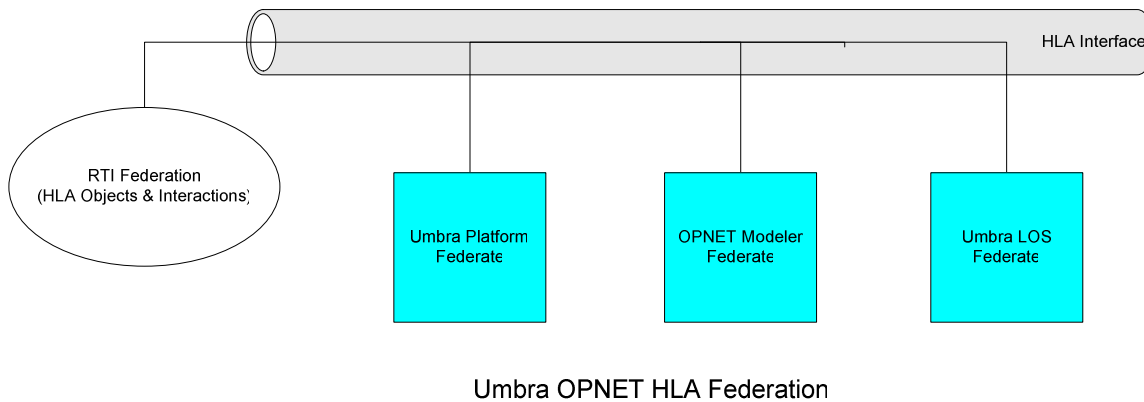 HLA Interface
RTI Federation
(HLA Objects & Interactions)
Umbra Platform
Federate
OPNET Modeler
Federate
Umbra LOS
Federate
Umbra OPNET HLA Federation